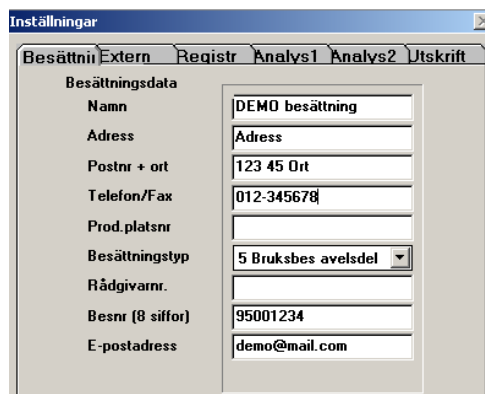 Inställningar
Besättnin Extern Registr Analys1 Analys2 Utskrift
Besättningsdata
Namn DEMO besättning
Adress Adress
Postnr + ort 123 45 Ort
Telefon/Fax 012-345678
Prod.platsnr
Besättningstyp 5 Bruksbes avelsdel
Rådgivarnr.
Besnr (8 siffor) 95001234
E-postadress demo@mail.com